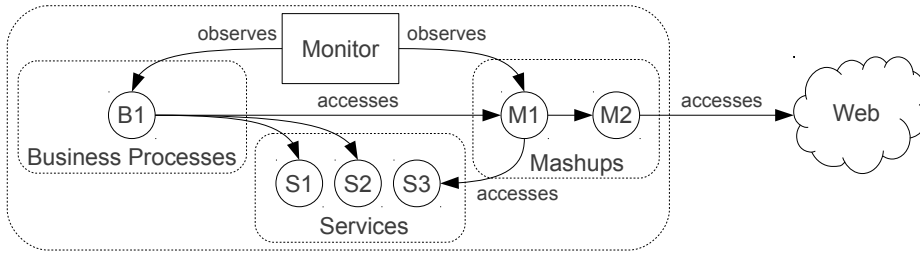 observes
Monitor
observes
B1
accesses
M1
M2
accesses
Web
Business Processes
Mashups
S1
S2
S3
accesses
Services